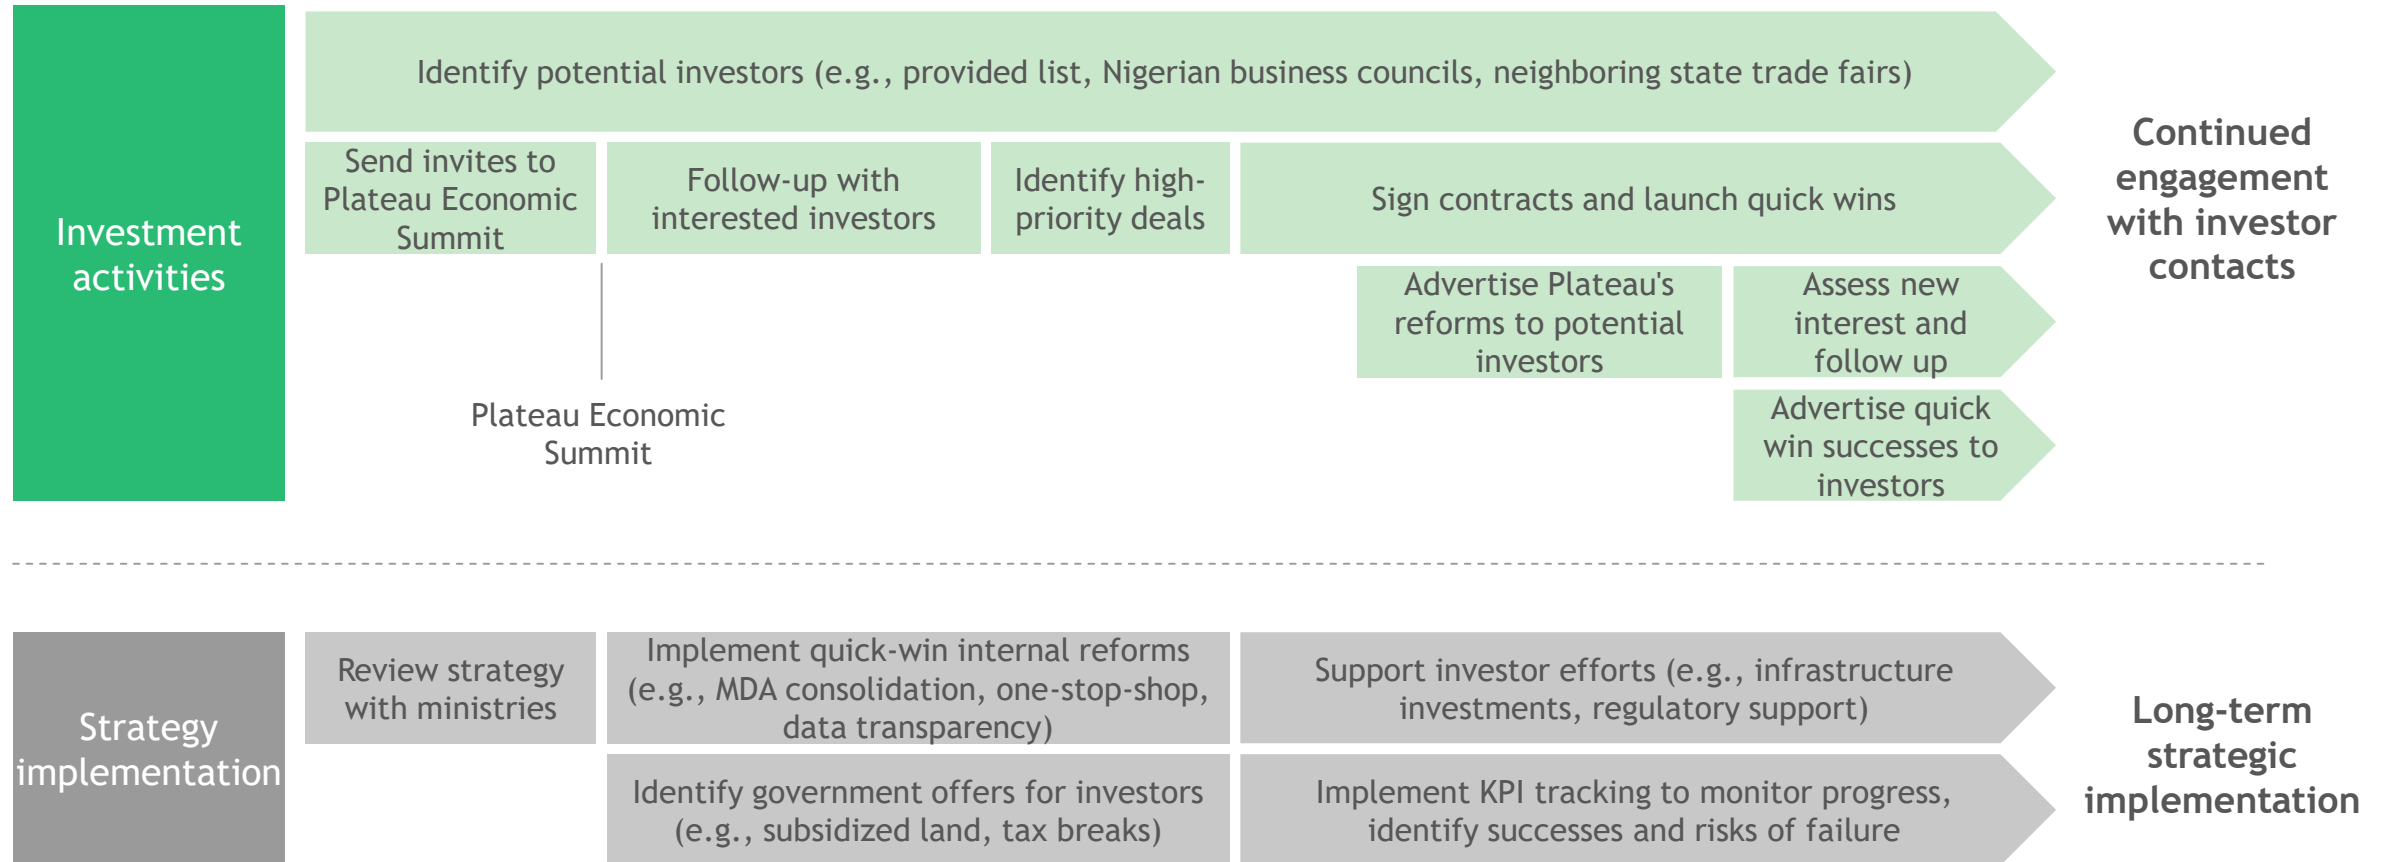 Investment
activities
Identify potential investors (e.g., provided list, Nigerian business councils, neighboring state trade fairs)
Send invites to
Plateau Economic
Summit
Follow-up with
interested investors
Identify high-
priority deals
Sign contracts and launch quick wins
Advertise Plateau's
reforms to potential
investors
Assess new
interest and
follow up
Advertise quick
win successes to
investors
Plateau Economic
Summit
Continued
engagement
with investor
contacts
Strategy
implementation
Review strategy
with ministries
Implement quick-win internal reforms
(e.g., MDA consolidation, one-stop-shop,
data transparency)
Support investor efforts (e.g., infrastructure
investments, regulatory support)
Identify government offers for investors
(e.g., subsidized land, tax breaks)
Implement KPI tracking to monitor progress,
identify successes and risks of failure
Long-term
strategic
implementation